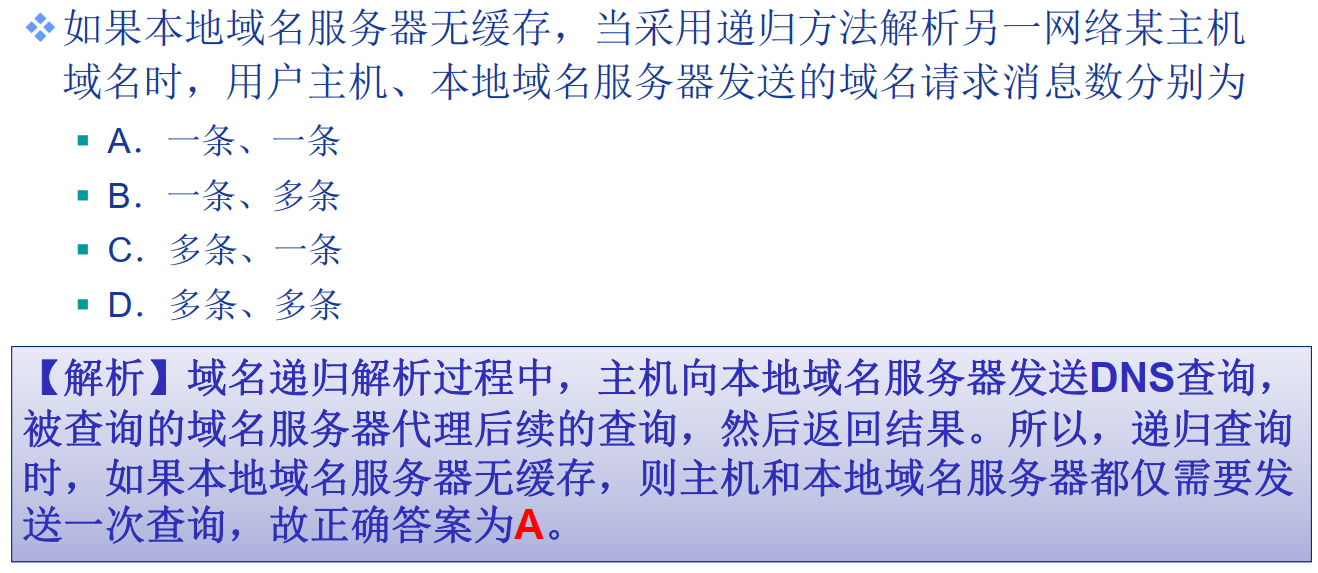 如果本地域名服务器无缓存，当采用递归方法解析另一网络某主机
域名时，用户主机、本地域名服务器发送的域名请求消息数分别为
A．一条、一条
B．一条、多条
C．多条、一条
D．多条、多条
【解析】域名递归解析过程中，主机向本地域名服务器发送DNS查询，
被查询的域名服务器代理后续的查询，然后返回结果。所以，递归查询
时，如果本地域名服务器无缓存，则主机和本地域名服务器都仅需要发
送一次查询，故正确答案为A。